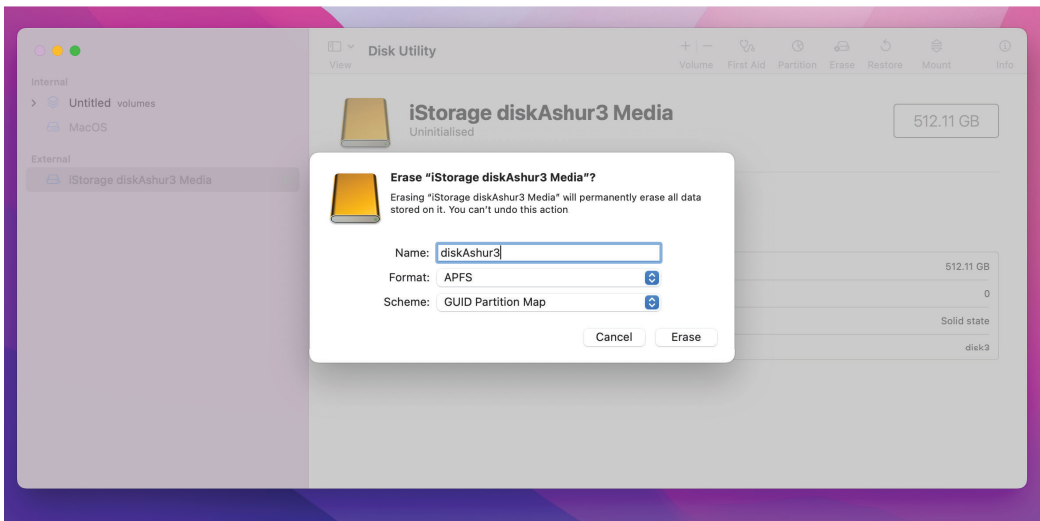 Disk Utility
View
Volume
First Aid
Partition
Erase
Restore
Mount
Info
Internal
Untitled volumes
MacOS
External
iStorage diskAshur3 Media
iStorage diskAshur3 Media
Uninitialised
512.11 GB
Erase “iStorage diskAshur3 Media”?
Erasing “iStorage diskAshur3 Media” will permanently erase all data
stored on it. You can’t undo this action
Name: diskAshur3
Format: APFS
Scheme: GUID Partition Map
Cancel
Erase
512.11 GB
0
Solid state
disk3